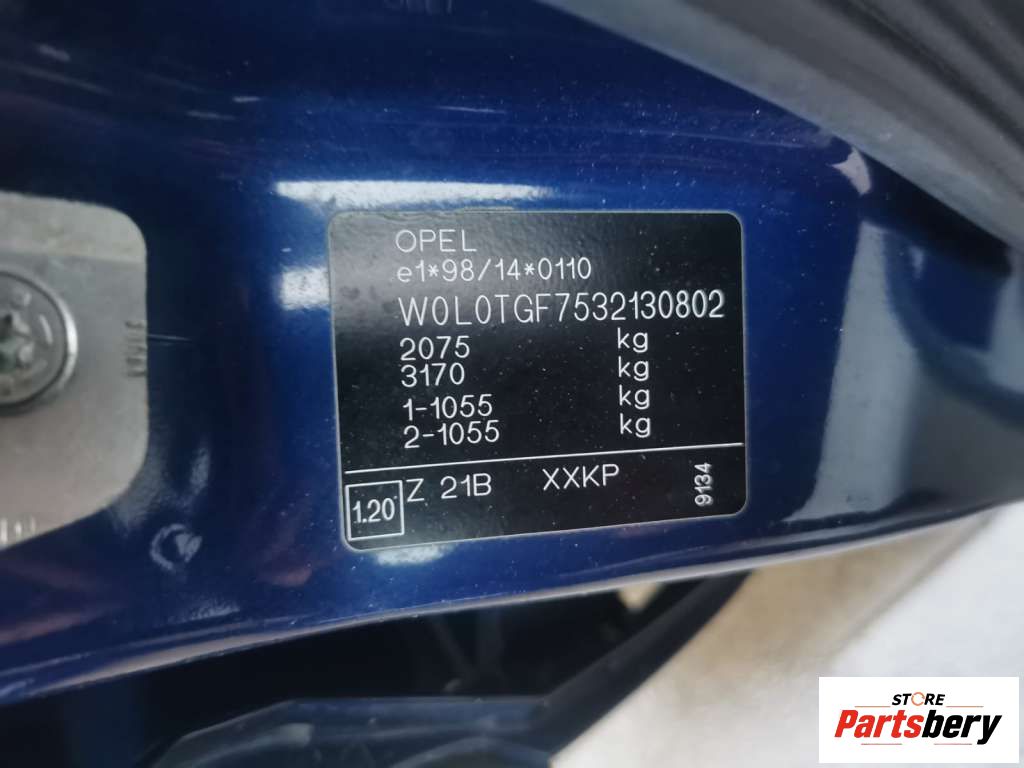 OPEL
e1*98/14*0110
W0L0TGF7532130802
2075 kg
3170 kg
1-1055 kg
2-1055 kg
1.20 Z 21B XXKP 9134
STORE
Partsbery